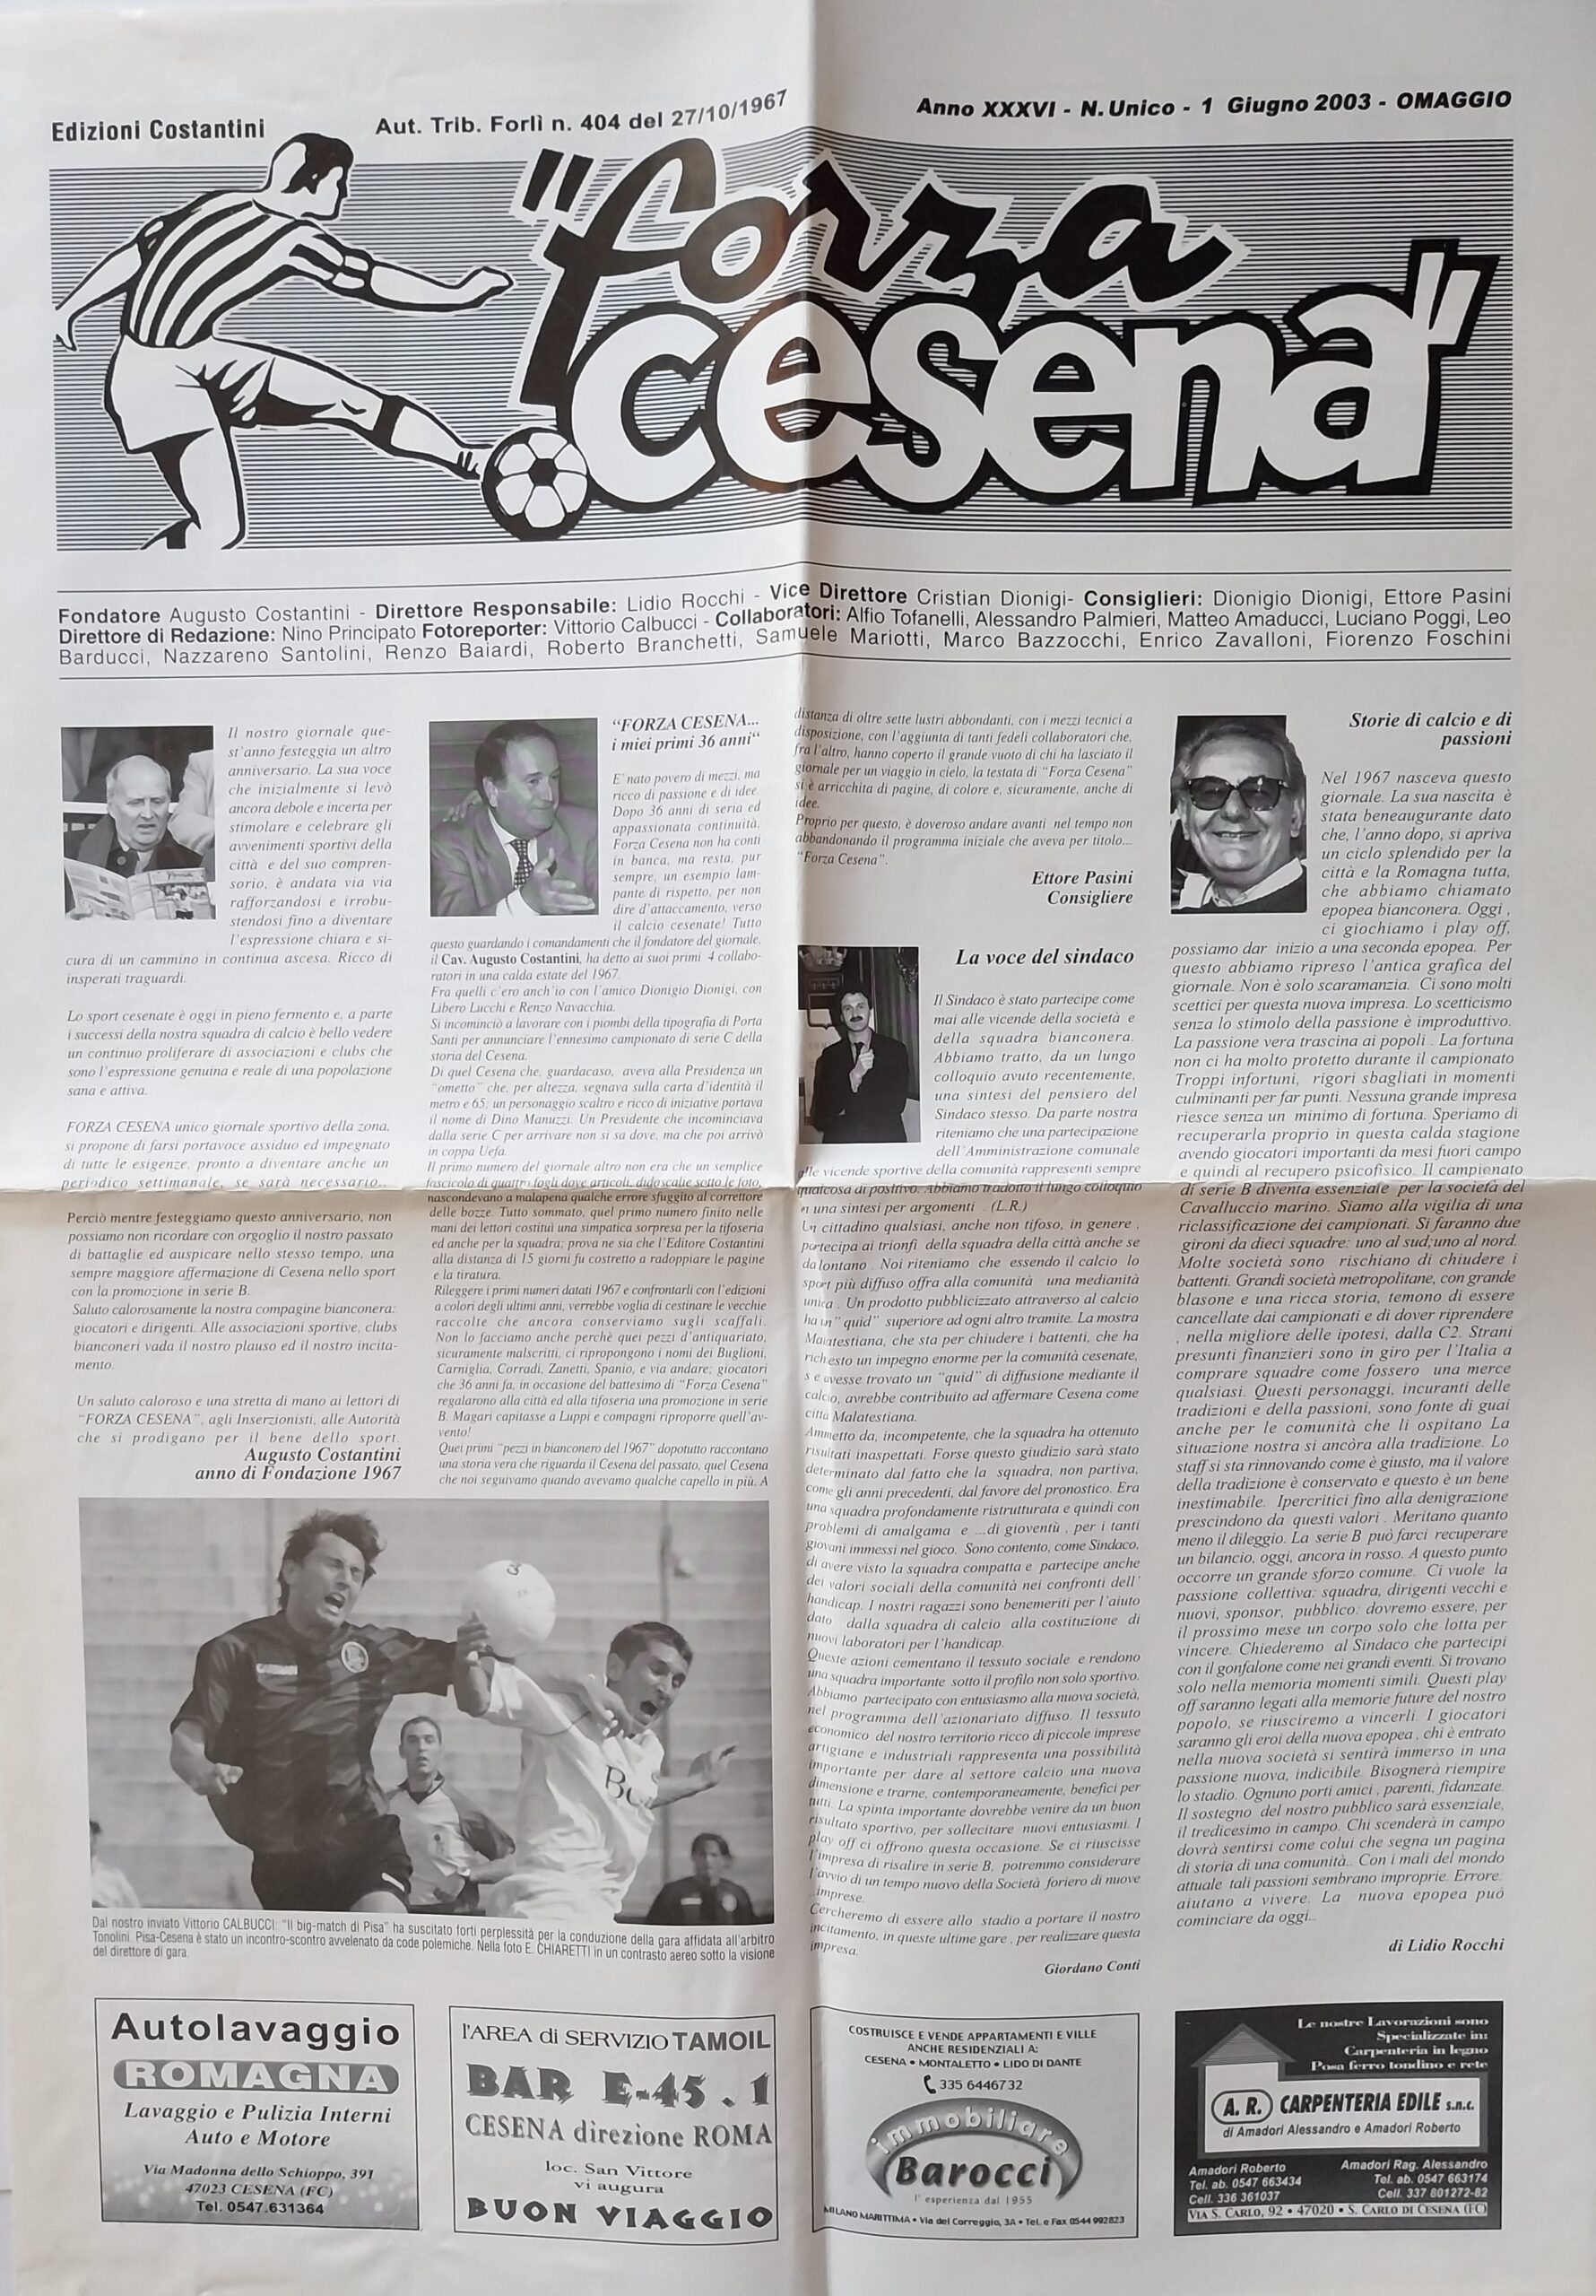 Edizioni Costantini
Aut. Trib. Forlì n. 404 del 27/10/1967
Anno XXXVI - N. Unico - 1 Giugno 2003 - OMAGGIO
"forza
cesena"
Fondatore Augusto Costantini - Direttore Responsabile: Lidio Rocchi - Vice Direttore Cristian Dionigi- Consiglieri: Dionigio Dionigi, Ettore Pasini
Direttore di Redazione: Nino Principato Fotoreporter: Vittorio Calbucci - Collaboratori: Alfio Tofanelli, Alessandro Palmieri, Matteo Amaducci, Luciano Poggi, Leo
Barducci, Nazzareno Santolini, Renzo Baiardi, Roberto Branchetti, Samuele Mariotti, Marco Bazzocchi, Enrico Zavalloni, Fiorenzo Foschini
Il nostro giornale que-
st'anno festeggia un altro
anniversario. La sua voce
che inizialmente si levò
ancora debole e incerta per
stimolare e celebrare gli
avvenimenti sportivi della
città e del suo compren-
sorio, è andata via via
rafforzandosi e irrobu-
stendosi fino a diventare
l'espressione chiara e si-
cura di un cammino in continua ascesa. Ricco di
insperati traguardi.
Lo sport cesenate è oggi in pieno fermento e, a parte
i successi della nostra squadra di calcio è bello vedere
un continuo proliferare di associazioni e clubs che
sono l'espressione genuina e reale di una popolazione
sana e attiva.
FORZA CESENA unico giornale sportivo della zona,
si propone di farsi portavoce assiduo ed impegnato
di tutte le esigenze, pronto a diventare anche un
periodico settimanale, se sarà necessario..
Perciò mentre festeggiamo questo anniversario, non
possiamo non ricordare con orgoglio il nostro passato
di battaglie ed auspicare nello stesso tempo, una
sempre maggiore affermazione di Cesena nello sport
con la promozione in serie B.
Saluto calorosamente la nostra compagine bianconera:
giocatori e dirigenti. Alle associazioni sportive, clubs
bianconeri vada il nostro plauso ed il nostro incita-
mento.
Un saluto caloroso e una stretta di mano ai lettori di
"FORZA CESENA", agli Inserzionisti, alle Autorità
che si prodigano per il bene dello sport.
Augusto Costantini
anno di Fondazione 1967
"FORZA CESENA...
i miei primi 36 anni"
E' nato povero di mezzi, ma
ricco di passione e di idee.
Dopo 36 anni di seria ed
appassionata continuità,
Forza Cesena non ha conti
in banca, ma resta, pur
sempre, un esempio lam-
pante di rispetto, per non
dire d'attaccamento, verso
il calcio cesenate! Tutto
questo guardando i comandamenti che il fondatore del giornale,
il Cav. Augusto Costantini, ha detto ai suoi primi 4 collabo-
ratori in una calda estate del 1967.
Fra quelli c'ero anch'io con l'amico Dionigio Dionigi, con
Libero Lucchi e Renzo Navacchia.
Si incominciò a lavorare con i piombi della tipografia di Porta
Santi per annunciare l'ennesimo campionato di serie C della
storia del Cesena.
Di quel Cesena che, guardacaso, aveva alla Presidenza un
"ometto" che, per altezza, segnava sulla carta d'identità il
metro e 65, un personaggio scaltro e ricco di iniziative portava
il nome di Dino Manuzzi. Un Presidente che incominciava
dalla serie C per arrivare non si sa dove, ma che poi arrivò
in coppa Uefa.
Il primo numero del giornale altro non era che un semplice
fascicolo di quattro fogli dove articoli, didoscalie sotto le foto,
nascondevano a malapena qualche errore sfuggito al correttore
delle bozze. Tutto sommato, quel primo numero finito nelle
mani dei lettori costituì una simpatica sorpresa per la tifoseria
ed anche per la squadra; prova ne sia che l'Editore Costantini
alla distanza di 15 giorni fu costretto a radoppiare le pagine
e la tiratura.
Rileggere i primi numeri datati 1967 e confrontarli con l'edizioni
a colori degli ultimi anni, verrebbe voglia di cestinare le vecchie
raccolte che ancora conserviamo sugli scaffali.
Non lo facciamo anche perchè quei pezzi d'antiquariato,
sicuramente malscritti, ci ripropongono i nomi dei Buglioni,
Carniglia, Corradi, Zanetti, Spanio, e via andare; giocatori
che 36 anni fa, in occasione del battesimo di "Forza Cesena"
regalarono alla città ed alla tifoseria una promozione in serie
B. Magari capitasse a Luppi e compagni riproporre quell'av-
vento!
Quei primi "pezzi in bianconero del 1967" dopotutto raccontano
una storia vera che riguarda il Cesena del passato, quel Cesena
che noi seguivamo quando avevamo qualche capello in più. A
distanza di oltre sette lustri abbondanti, con i mezzi tecnici a
disposizione, con l'aggiunta di tanti fedeli collaboratori che,
fra l'altro, hanno coperto il grande vuoto di chi ha lasciato il
giornale per un viaggio in cielo, la testata di "Forza Cesena"
si è arricchita di pagine, di colore e, sicuramente, anche di
idee.
Proprio per questo, è doveroso andare avanti nel tempo non
abbandonando il programma iniziale che aveva per titolo...
"Forza Cesena".
Ettore Pasini
Consigliere
La voce del sindaco
Il Sindaco è stato partecipe come
mai alle vicende della società e
della squadra bianconera.
Abbiamo tratto, da un lungo
colloquio avuto recentemente,
una sintesi del pensiero del
Sindaco stesso. Da parte nostra
riteniamo che una partecipazione
dell'Amministrazione comunale
alle vicende sportive della comunità rappresenti sempre
qualcosa di positivo. Abbiamo tradotto il lungo colloquio
in una sintesi per argomenti . (L.R.)
Un cittadino qualsiasi, anche non tifoso, in genere ,
partecipa ai trionfi della squadra della città anche se
da lontano . Noi riteniamo che essendo il calcio lo
sport più diffuso offra alla comunità una medianità
unica . Un prodotto pubblicizzato attraverso al calcio
ha un " quid" superiore ad ogni altro tramite. La mostra
Malatestiana, che sta per chiudere i battenti, che ha
richiesto un impegno enorme per la comunità cesenate,
s e avesse trovato un "quid" di diffusione mediante il
calcio, avrebbe contribuito ad affermare Cesena come
città Malatestiana.
Ammetto da, incompetente, che la squadra ha ottenuto
risultati inaspettati. Forse questo giudizio sarà stato
determinato dal fatto che la squadra, non partiva,
come gli anni precedenti, dal favore del pronostico. Era
una squadra profondamente ristrutturata e quindi con
problemi di amalgama e ...di gioventù , per i tanti
giovani immessi nel gioco. Sono contento, come Sindaco,
di avere visto la squadra compatta e partecipe anche
dei valori sociali della comunità nei confronti dell'
handicap. I nostri ragazzi sono benemeriti per l'aiuto
dato dalla squadra di calcio alla costituzione di
nuovi laboratori per l'handicap.
Queste azioni cementano il tessuto sociale e rendono
una squadra importante sotto il profilo non solo sportivo.
Abbiamo partecipato con entusiasmo alla nuova società,
nel programma dell'azionariato diffuso. Il tessuto
economico del nostro territorio ricco di piccole imprese
artigiane e industriali rappresenta una possibilità
importante per dare al settore calcio una nuova
dimensione e trarne, contemporaneamente, benefici per
tutti. La spinta importante dovrebbe venire da un buon
risultato sportivo, per sollecitare nuovi entusiasmi. I
play off ci offrono questa occasione. Se ci riuscisse
l'impresa di risalire in serie B, potremmo considerare
l'avvio di un tempo nuovo della Società foriero di nuove
imprese.
Cercheremo di essere allo stadio a portare il nostro
incitamento, in queste ultime gare , per realizzare questa
impresa.
Giordano Conti
Storie di calcio e di
passioni
Nel 1967 nasceva questo
giornale. La sua nascita è
stata beneaugurante dato
che, l'anno dopo, si apriva
un ciclo splendido per la
città e la Romagna tutta,
che abbiamo chiamato
epopea bianconera. Oggi ,
ci giochiamo i play off,
possiamo dar inizio a una seconda epopea. Per
questo abbiamo ripreso l'antica grafica del
giornale. Non è solo scaramanzia. Ci sono molti
scettici per questa nuova impresa. Lo scetticismo
senza lo stimolo della passione è improduttivo.
La passione vera trascina ai popoli . La fortuna
non ci ha molto protetto durante il campionato
Troppi infortuni, rigori sbagliati in momenti
culminanti per far punti. Nessuna grande impresa
riesce senza un minimo di fortuna. Speriamo di
recuperarla proprio in questa calda stagione
avendo giocatori importanti da mesi fuori campo
e quindi al recupero psicofisico. Il campionato
di serie B diventa essenziale per la società del
Cavalluccio marino. Siamo alla vigilia di una
riclassificazione dei campionati. Si faranno due
gironi da dieci squadre: uno al sud;uno al nord.
Molte società sono rischiano di chiudere i
battenti. Grandi società metropolitane, con grande
blasone e una ricca storia, temono di essere
cancellate dai campionati e di dover riprendere
, nella migliore delle ipotesi, dalla C2. Strani
presunti finanzieri sono in giro per l'Italia a
comprare squadre come fossero una merce
qualsiasi. Questi personaggi, incuranti delle
tradizioni e della passioni, sono fonte di guai
anche per le comunità che li ospitano La
situazione nostra si ancòra alla tradizione. Lo
staff si sta rinnovando come è giusto, ma il valore
della tradizione è conservato e questo è un bene
inestimabile. Ipercritici fino alla denigrazione
prescindono da questi valori . Meritano quanto
meno il dileggio. La serie B può farci recuperare
un bilancio, oggi, ancora in rosso. A questo punto
occorre un grande sforzo comune. Ci vuole la
passione collettiva: squadra, dirigenti vecchi e
nuovi, sponsor, pubblico: dovremo essere, per
il prossimo mese un corpo solo che lotta per
vincere. Chiederemo al Sindaco che partecipi
con il gonfalone come nei grandi eventi. Si trovano
solo nella memoria momenti simili. Questi play
off saranno legati alla memorie future del nostro
popolo, se riusciremo a vincerli. I giocatori
saranno gli eroi della nuova epopea , chi è entrato
nella nuova società si sentirà immerso in una
passione nuova, indicibile. Bisognerà riempire
lo stadio. Ognuno porti amici , parenti, fidanzate.
Il sostegno del nostro pubblico sarà essenziale,
il tredicesimo in campo. Chi scenderà in campo
dovrà sentirsi come colui che segna un pagina
di storia di una comunità.. Con i mali del mondo
attuale tali passioni sembrano improprie. Errore:
aiutano a vivere. La nuova epopea può
cominciare da oggi..
di Lidio Rocchi
Dal nostro inviato Vittorio CALBUCCI: "Il big-match di Pisa" ha suscitato forti perplessità per la conduzione della gara affidata all'arbitro
Tonolini. Pisa-Cesena è stato un incontro-scontro avvelenato da code polemiche. Nella foto E. CHIARETTI in un contrasto aereo sotto la visione
del direttore di gara.
Autolavaggio
ROMAGNA
Lavaggio e Pulizia Interni
Auto e Motore
Via Madonna dello Schioppo, 391
47023 CESENA (FC)
Tel. 0547.631364
l'AREA di SERVIZIO TAMOIL
BAR E-45 . 1
CESENA direzione ROMA
loc. San Vittore
vi augura
BUON VIAGGIO
COSTRUISCE E VENDE APPARTAMENTI E VILLE
ANCHE RESIDENZIALI A:
CESENA • MONTALETTO • LIDO DI DANTE
335 6446732
immobiliare
Barocci
l' esperienza dal 1955
MILANO MARITTIMA • Via del Correggio, 3A • Tel. e Fax 0544 992823
Le nostre Lavorazioni sono
Specializzate in:
Carpenteria in legno
Posa ferro tondino e rete
A. R. CARPENTERIA EDILE s.n.c.
di Amadori Alessandro e Amadori Roberto
Amadori Roberto
Tel. ab. 0547 663434
Cell. 336 361037
Amadori Rag. Alessandro
Tel. ab. 0547 663174
Cell. 337 801272-82
VIA S. CARLO, 92 • 47020 • S. CARLO DI CESENA (FC)